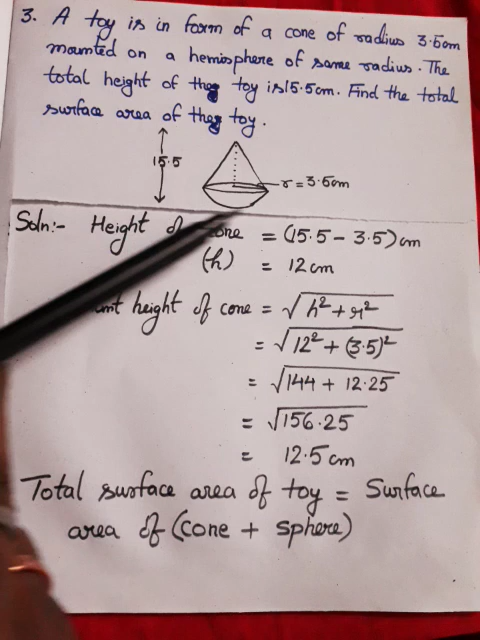 3. A toy is in form of a cone of radius 3.5cm
mounted on a hemisphere of same radius. The
total height of the toy is 15.5cm. Find the total
surface area of the toy.
15.5
r = 3.5cm
Soln:- Height of cone = (15.5 - 3.5) cm
(h) = 12 cm
height of cone = √h² + r²
= √12² + (3.5)²
= √144 + 12.25
= √156.25
= 12.5 cm
Total surface area of toy = Surface
area of (cone + sphere)